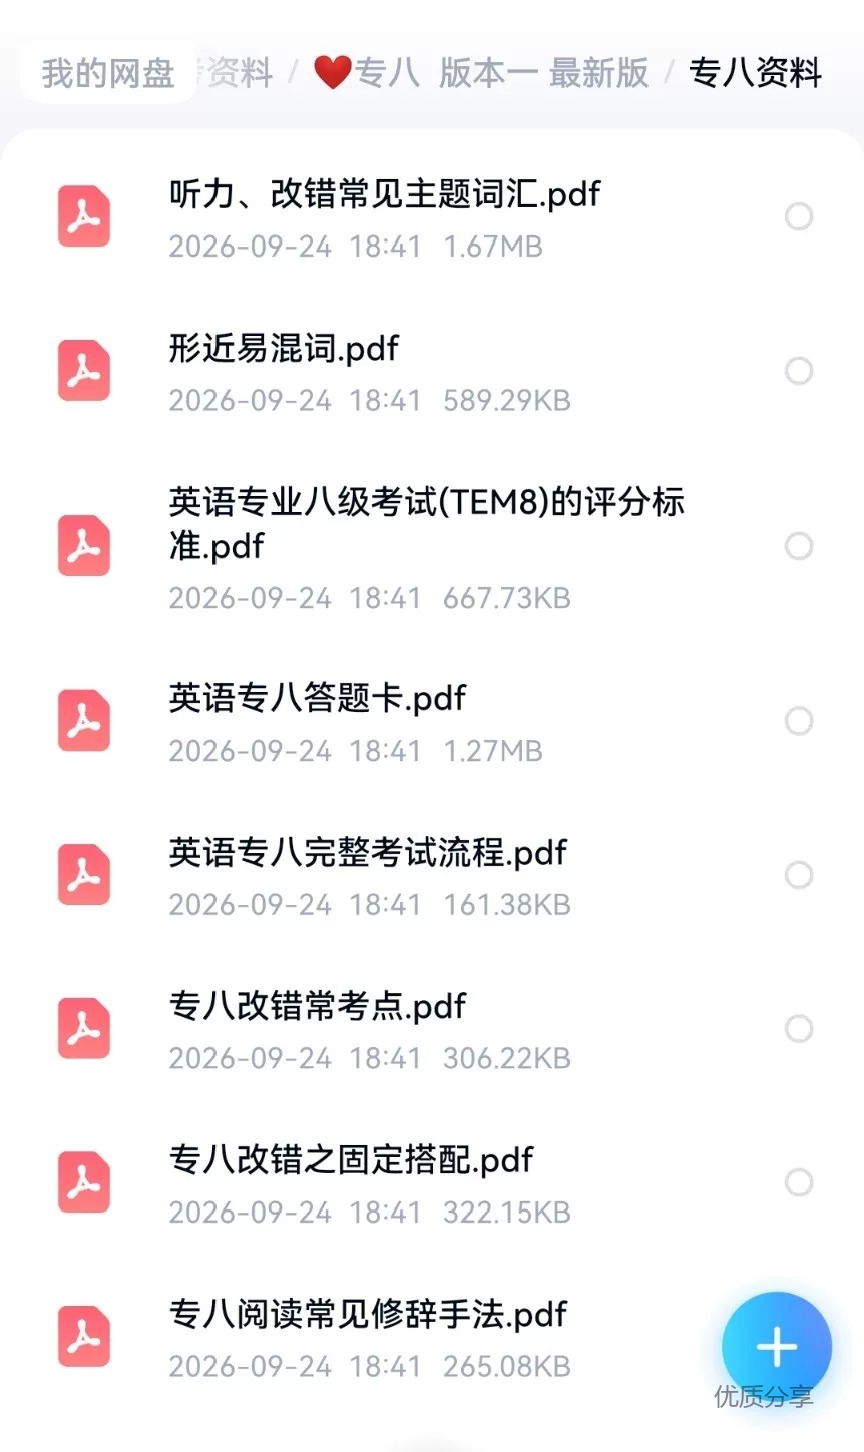 我的网盘 资料 / ❤️专八 版本一 最新版 / 专八资料
听力、改错常见主题词汇.pdf
2026-09-24 18:41 1.67MB
形近易混词.pdf
2026-09-24 18:41 589.29KB
英语专业八级考试(TEM8)的评分标
准.pdf
2026-09-24 18:41 667.73KB
英语专八答题卡.pdf
2026-09-24 18:41 1.27MB
英语专八完整考试流程.pdf
2026-09-24 18:41 161.38KB
专八改错常考点.pdf
2026-09-24 18:41 306.22KB
专八改错之固定搭配.pdf
2026-09-24 18:41 322.15KB
专八阅读常见修辞手法.pdf
2026-09-24 18:41 265.08KB
优质分享